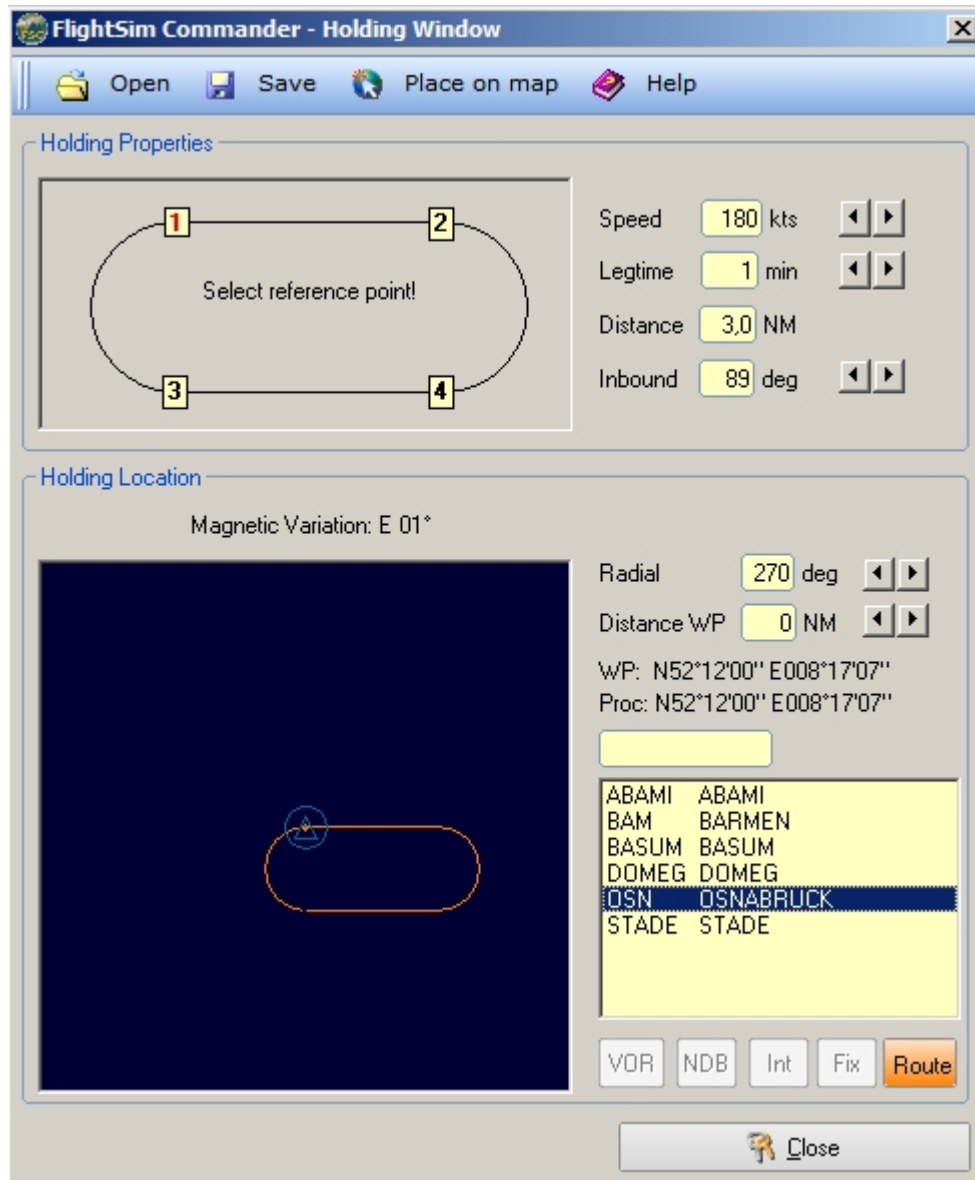 FlightSim Commander - Holding Window
Open Save Place on map Help
Holding Properties
1 2
Select reference point!
3 4
Speed 180 kts
Legtime 1 min
Distance 3,0 NM
Inbound 89 deg
Holding Location
Magnetic Variation: E 01°
Radial 270 deg
Distance WP 0 NM
WP: N52°12'00'' E008°17'07''
Proc: N52°12'00'' E008°17'07''
ABAMI ABAMI
BAM BARMEN
BASUM BASUM
DOMEG DOMEG
OSN OSNABRUCK
STADE STADE
VOR NDB Int Fix Route
Close